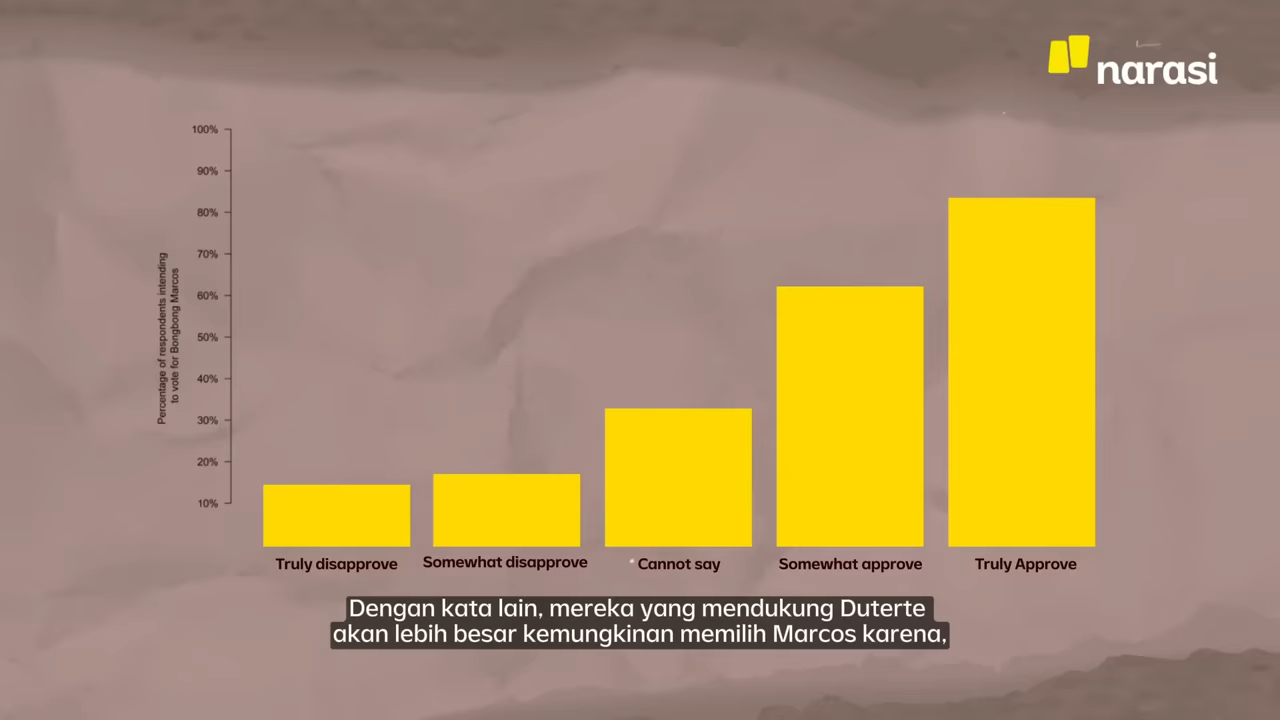 narasi
100%
90%
80%
70%
60%
50%
40%
30%
20%
10%
Percentage of respondents intending
to vote for Bongbong Marcos
Truly disapprove
Somewhat disapprove
Cannot say
Somewhat approve
Truly Approve
Dengan kata lain, mereka yang mendukung Duterte
akan lebih besar kemungkinan memilih Marcos karena,